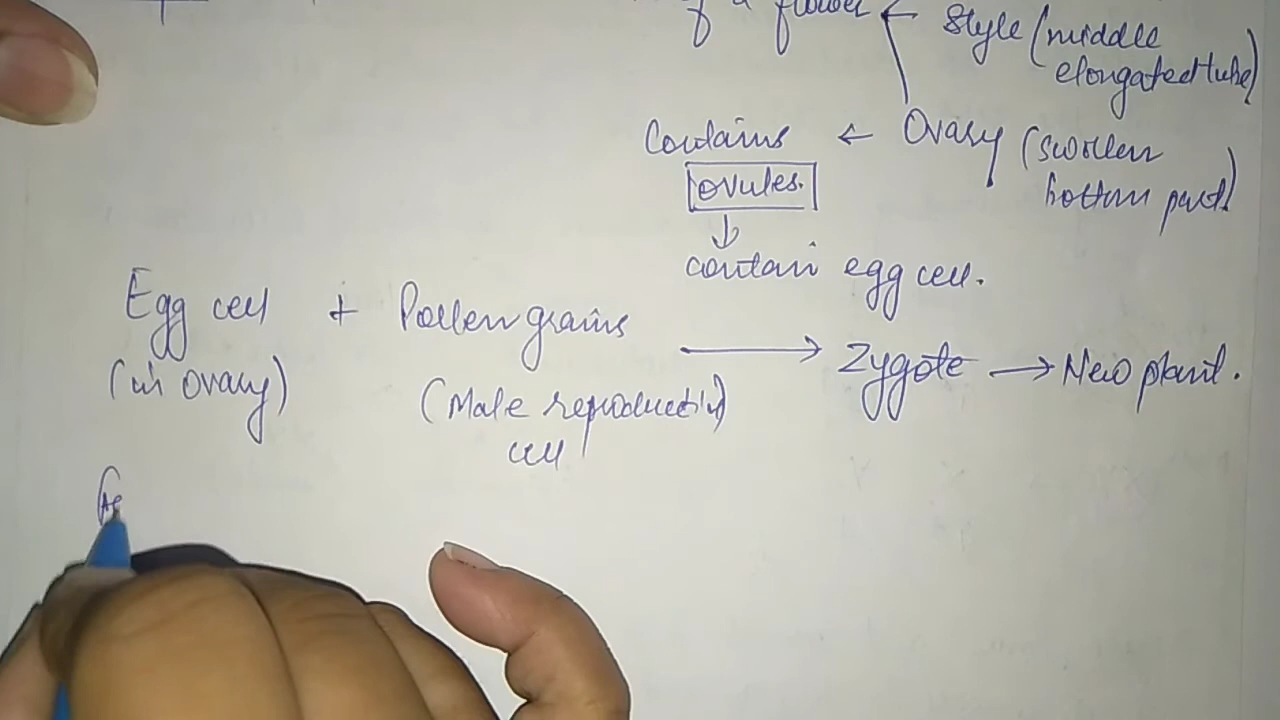 of a flower ← Style (middle
elongated tube)
Contains ← Ovary (swollen
ovules. bottom part)
↓
contain egg cell.
Egg cell + Pollen grains → Zygote → New plant.
(in ovary) (Male reproductive)
cell